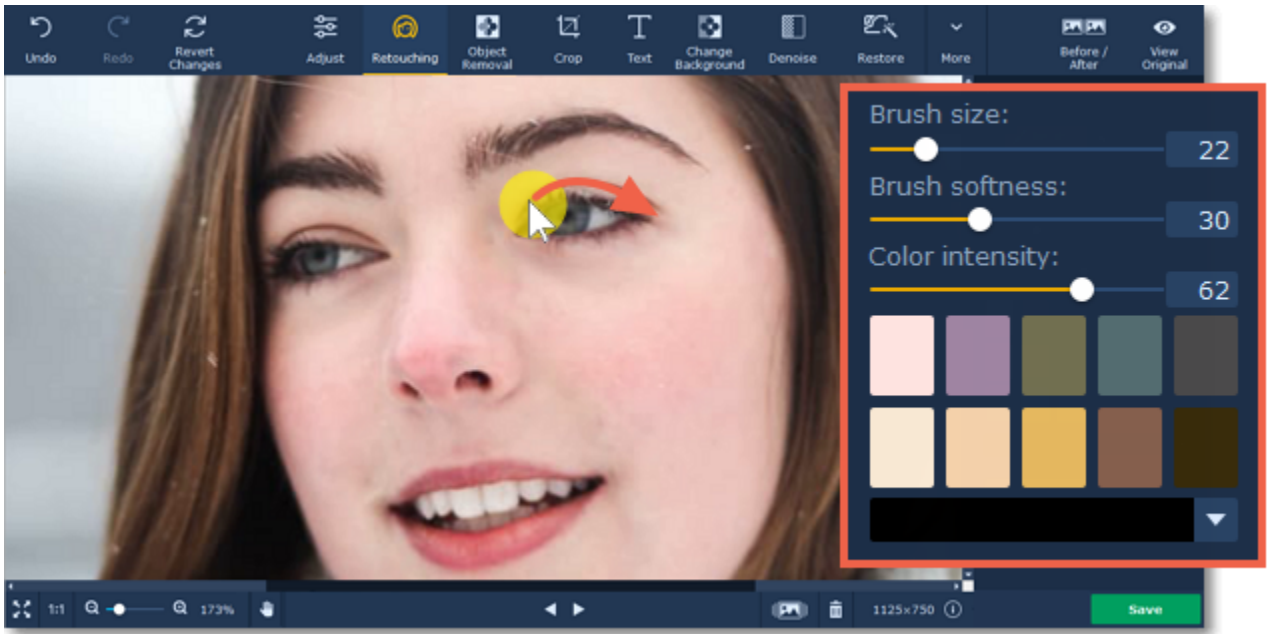 Undo
Redo
Revert
Changes
Adjust
Retouching
Object
Removal
Crop
Text
Change
Background
Denoise
Restore
More
Before /
After
View
Original
Brush size:
22
Brush softness:
30
Color intensity:
62
1:1
173%
1125×750
Save